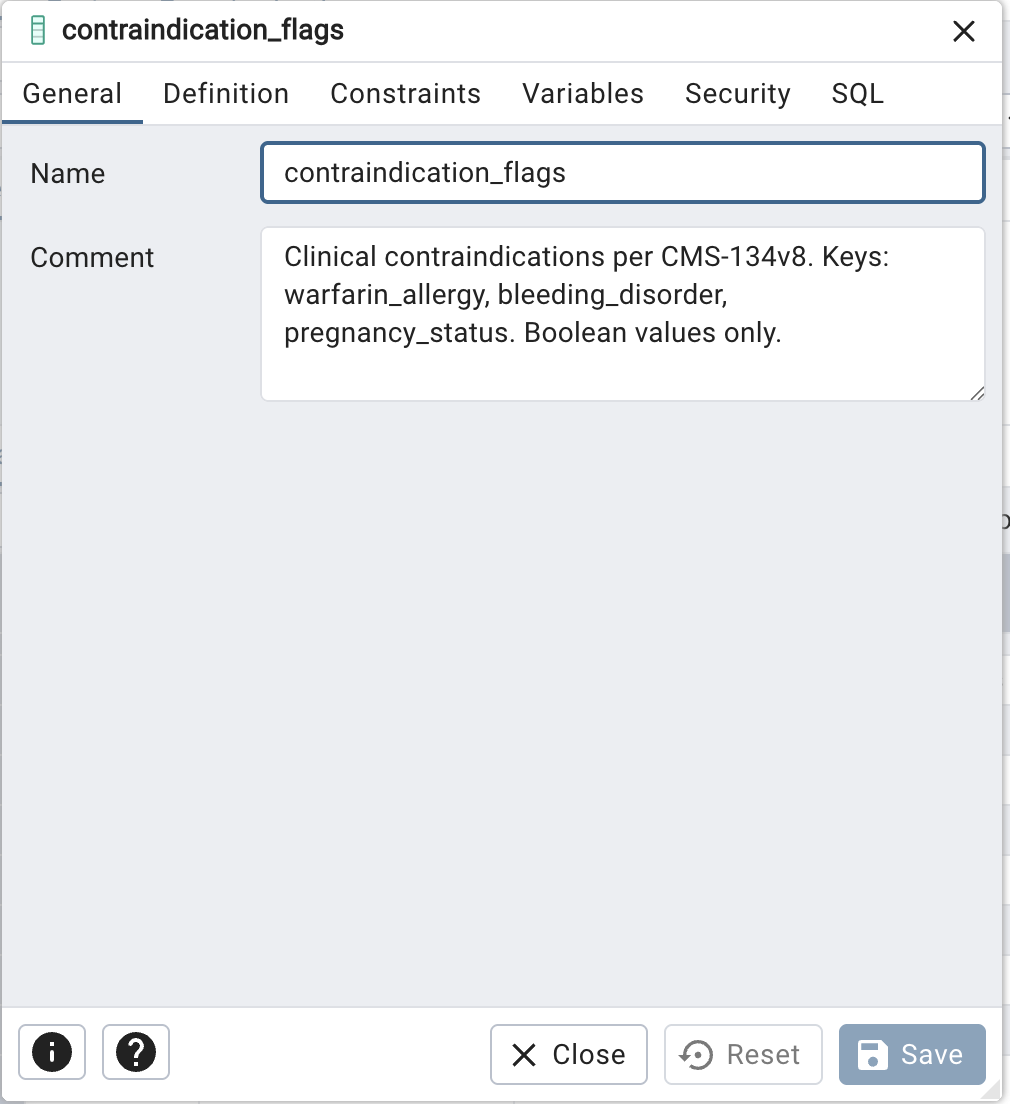 contraindication_flags
General Definition Constraints Variables Security SQL
Name contraindication_flags
Comment Clinical contraindications per CMS-134v8. Keys:
warfarin_allergy, bleeding_disorder,
pregnancy_status. Boolean values only.
Close Reset Save